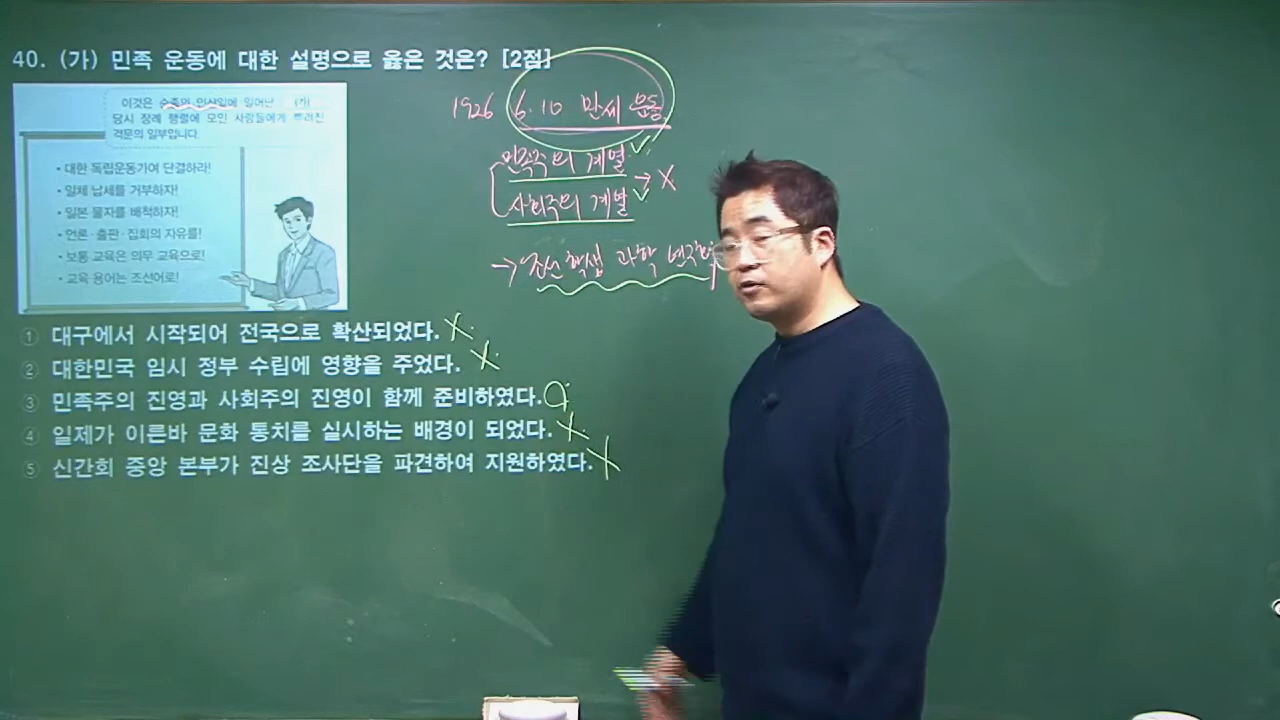 40. (가) 민족 운동에 대한 설명으로 옳은 것은? [2점]
이것은 순종의 인산일에 일어난 (가)
당시 장례 행렬에 모인 사람들에게 뿌려진
격문의 일부입니다.
• 대한 독립운동가여 단결하라!
• 일체 납세를 거부하자!
• 일본 물자를 배척하자!
• 언론·출판·집회의 자유를!
• 보통 교육은 의무 교육으로!
• 교육 용어는 조선어로!
① 대구에서 시작되어 전국으로 확산되었다. X
② 대한민국 임시 정부 수립에 영향을 주었다. X
③ 민족주의 진영과 사회주의 진영이 함께 준비하였다. O
④ 일제가 이른바 문화 통치를 실시하는 배경이 되었다. X
⑤ 신간회 중앙 본부가 진상 조사단을 파견하여 지원하였다. X
1926 6.10 만세 운동
민족주의 계열 ✓
→ X
사회주의 계열 ✓
→ 조선 학생 과학